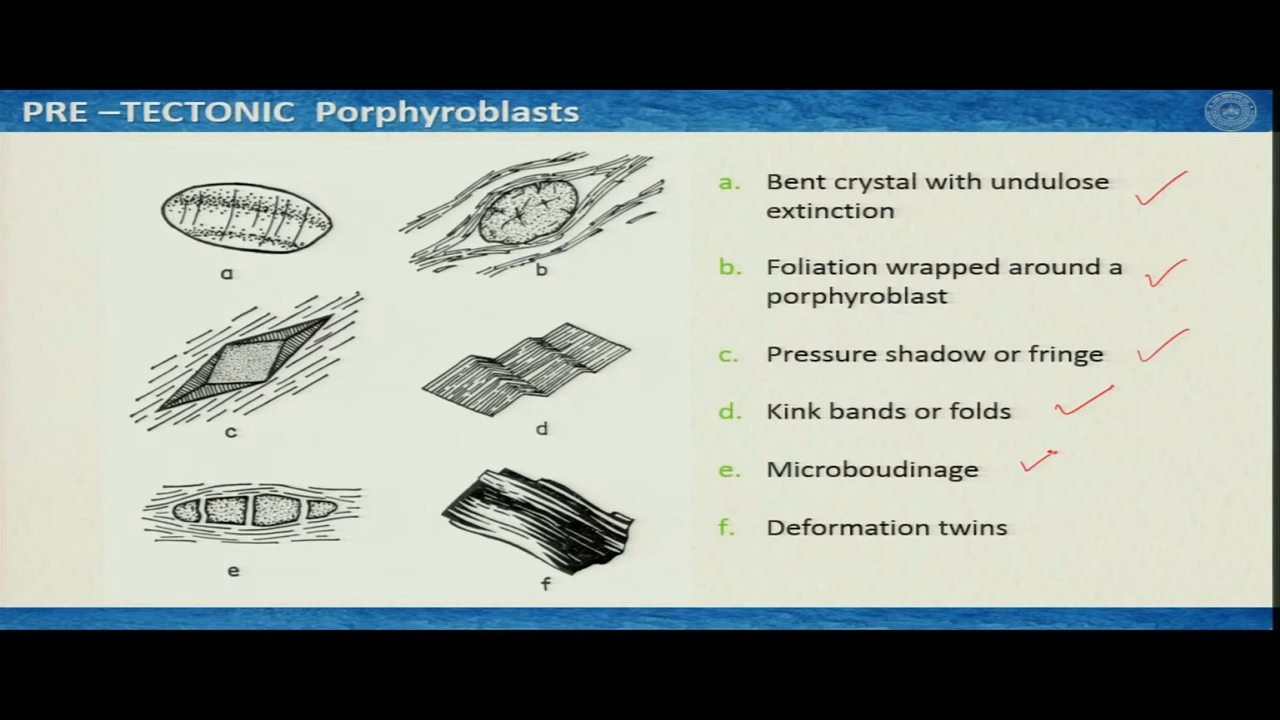 PRE –TECTONIC Porphyroblasts
a
b
c
d
e
f
a. Bent crystal with undulose
extinction
b. Foliation wrapped around a
porphyroblast
c. Pressure shadow or fringe
d. Kink bands or folds
e. Microboudinage
f. Deformation twins